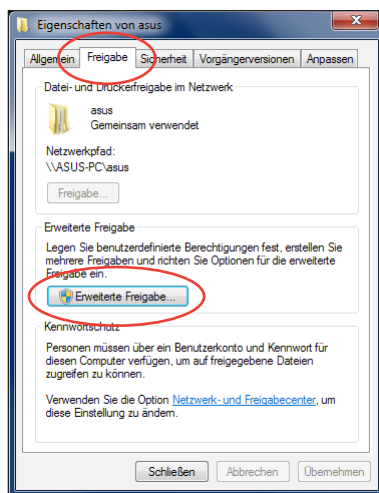 Eigenschaften von asus
Allgemein Freigabe Sicherheit Vorgängerversionen Anpassen
Datei- und Druckerfreigabe im Netzwerk
asus
Gemeinsam verwendet
Netzwerkpfad:
\\ASUS-PC\asus
Freigabe...
Erweiterte Freigabe
Legen Sie benutzerdefinierte Berechtigungen fest, erstellen Sie
mehrere Freigaben und richten Sie Optionen für die erweiterte
Freigabe ein.
Erweiterte Freigabe...
Kennwortschutz
Personen müssen über ein Benutzerkonto und Kennwort für
diesen Computer verfügen, um auf freigegebene Dateien
zugreifen zu können.
Verwenden Sie die Option Netzwerk- und Freigabecenter, um
diese Einstellung zu ändern.
Schließen Abbrechen Übernehmen